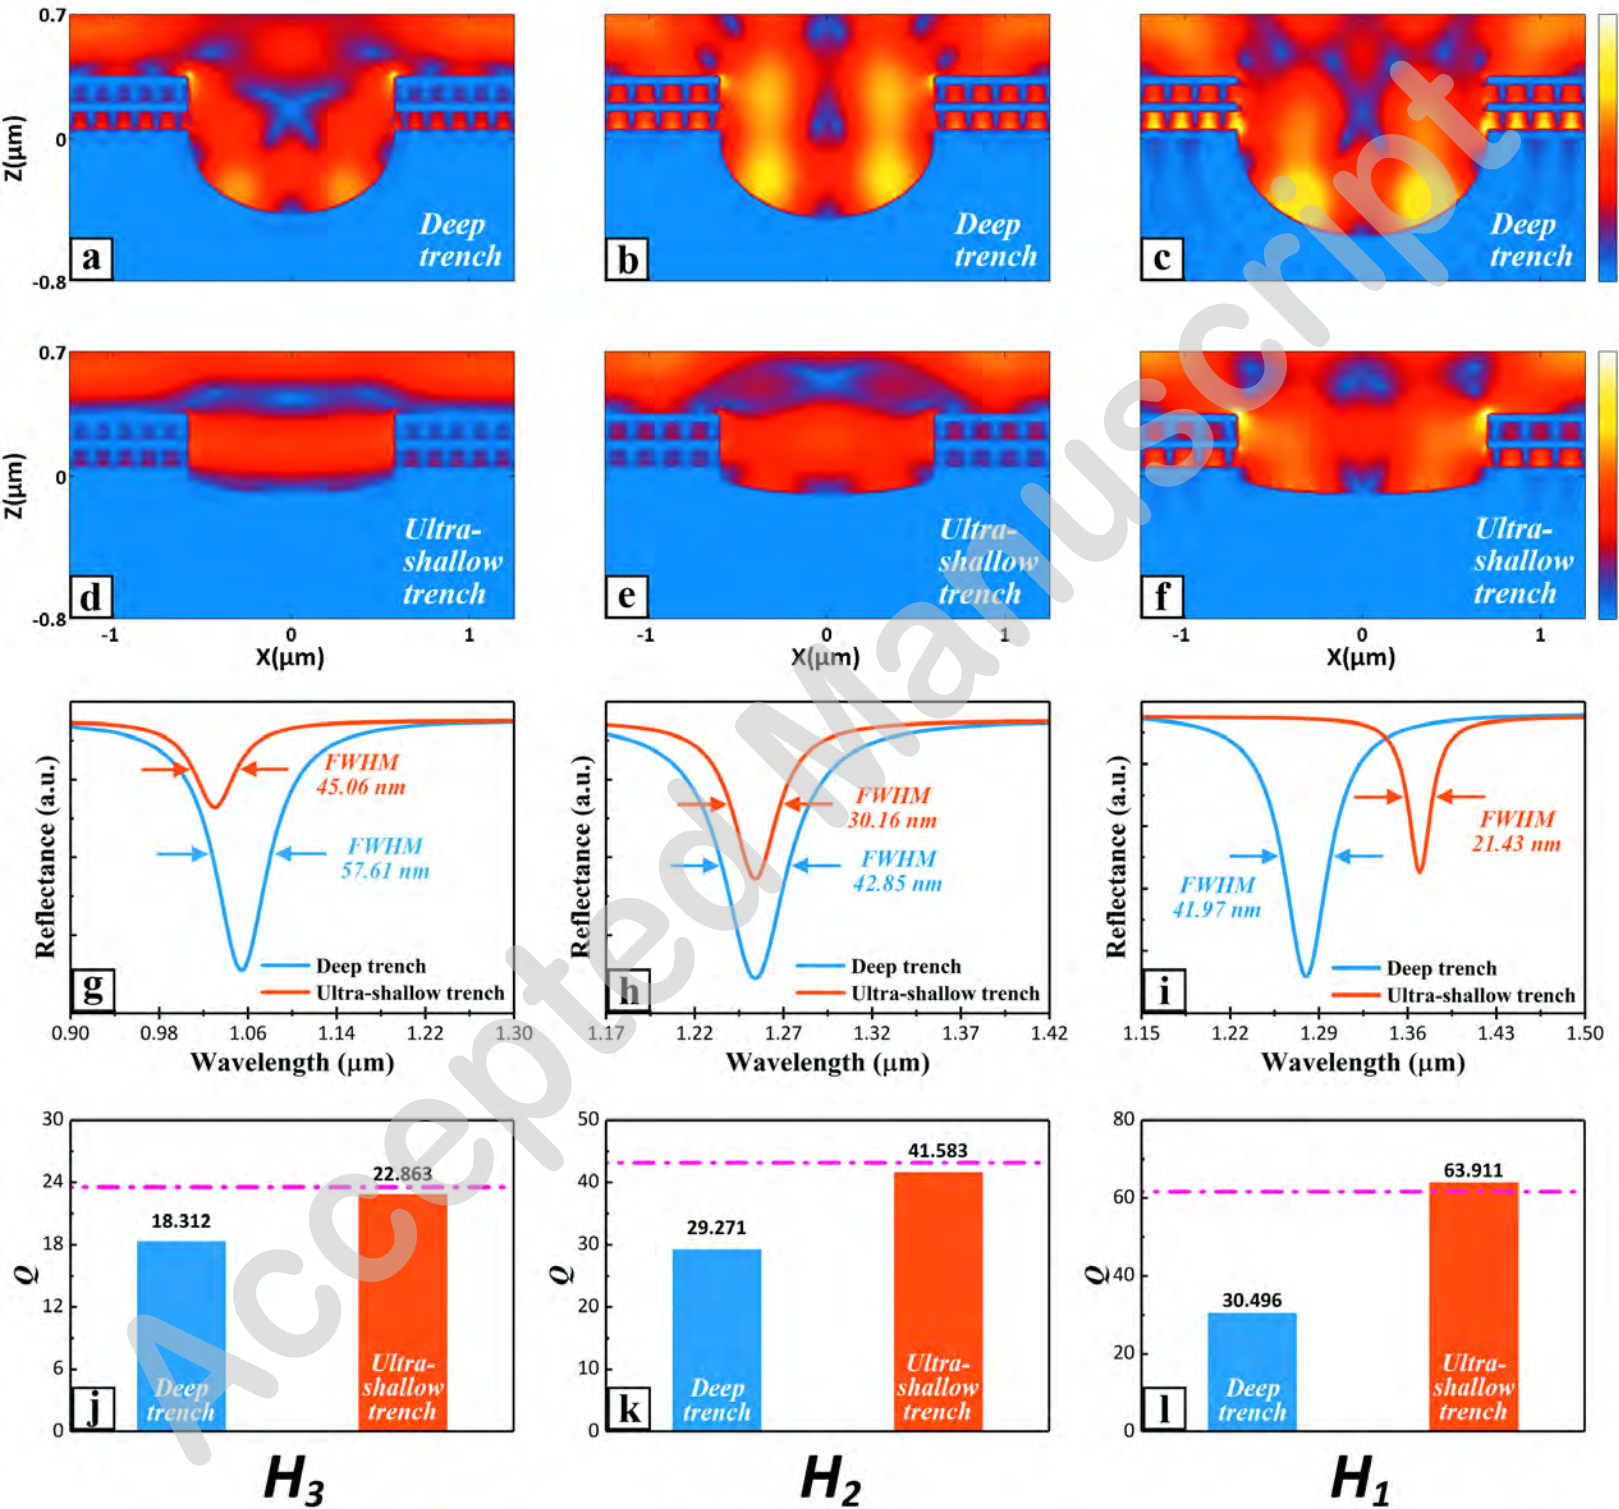 0.7
0
-0.8
Z(μm)
Deep
trench
a
Deep
trench
b
Deep
trench
c
0.7
0
-0.8
Z(μm)
Ultra-
shallow
trench
d
Ultra-
shallow
trench
e
Ultra-
shallow
trench
f
-1 0 1
X(μm)
-1 0 1
X(μm)
-1 0 1
X(μm)
Reflectance (a.u.)
FWHM
45.06 nm
FWHM
57.61 nm
Deep trench
Ultra-shallow trench
g
0.90 0.98 1.06 1.14 1.22 1.30
Wavelength (μm)
Reflectance (a.u.)
FWHM
30.16 nm
FWHM
42.85 nm
Deep trench
Ultra-shallow trench
h
1.17 1.22 1.27 1.32 1.37 1.42
Wavelength (μm)
Reflectance (a.u.)
FWHM
21.43 nm
FWHM
41.97 nm
Deep trench
Ultra-shallow trench
i
1.15 1.22 1.29 1.36 1.43 1.50
Wavelength (μm)
30
24
18
12
6
0
Q
18.312
22.863
Deep
trench
Ultra-
shallow
trench
j
50
40
30
20
10
0
Q
29.271
41.583
Deep
trench
Ultra-
shallow
trench
k
80
60
40
20
0
Q
30.496
63.911
Deep
trench
Ultra-
shallow
trench
l
H3
H2
H1
Accepted Manuscript